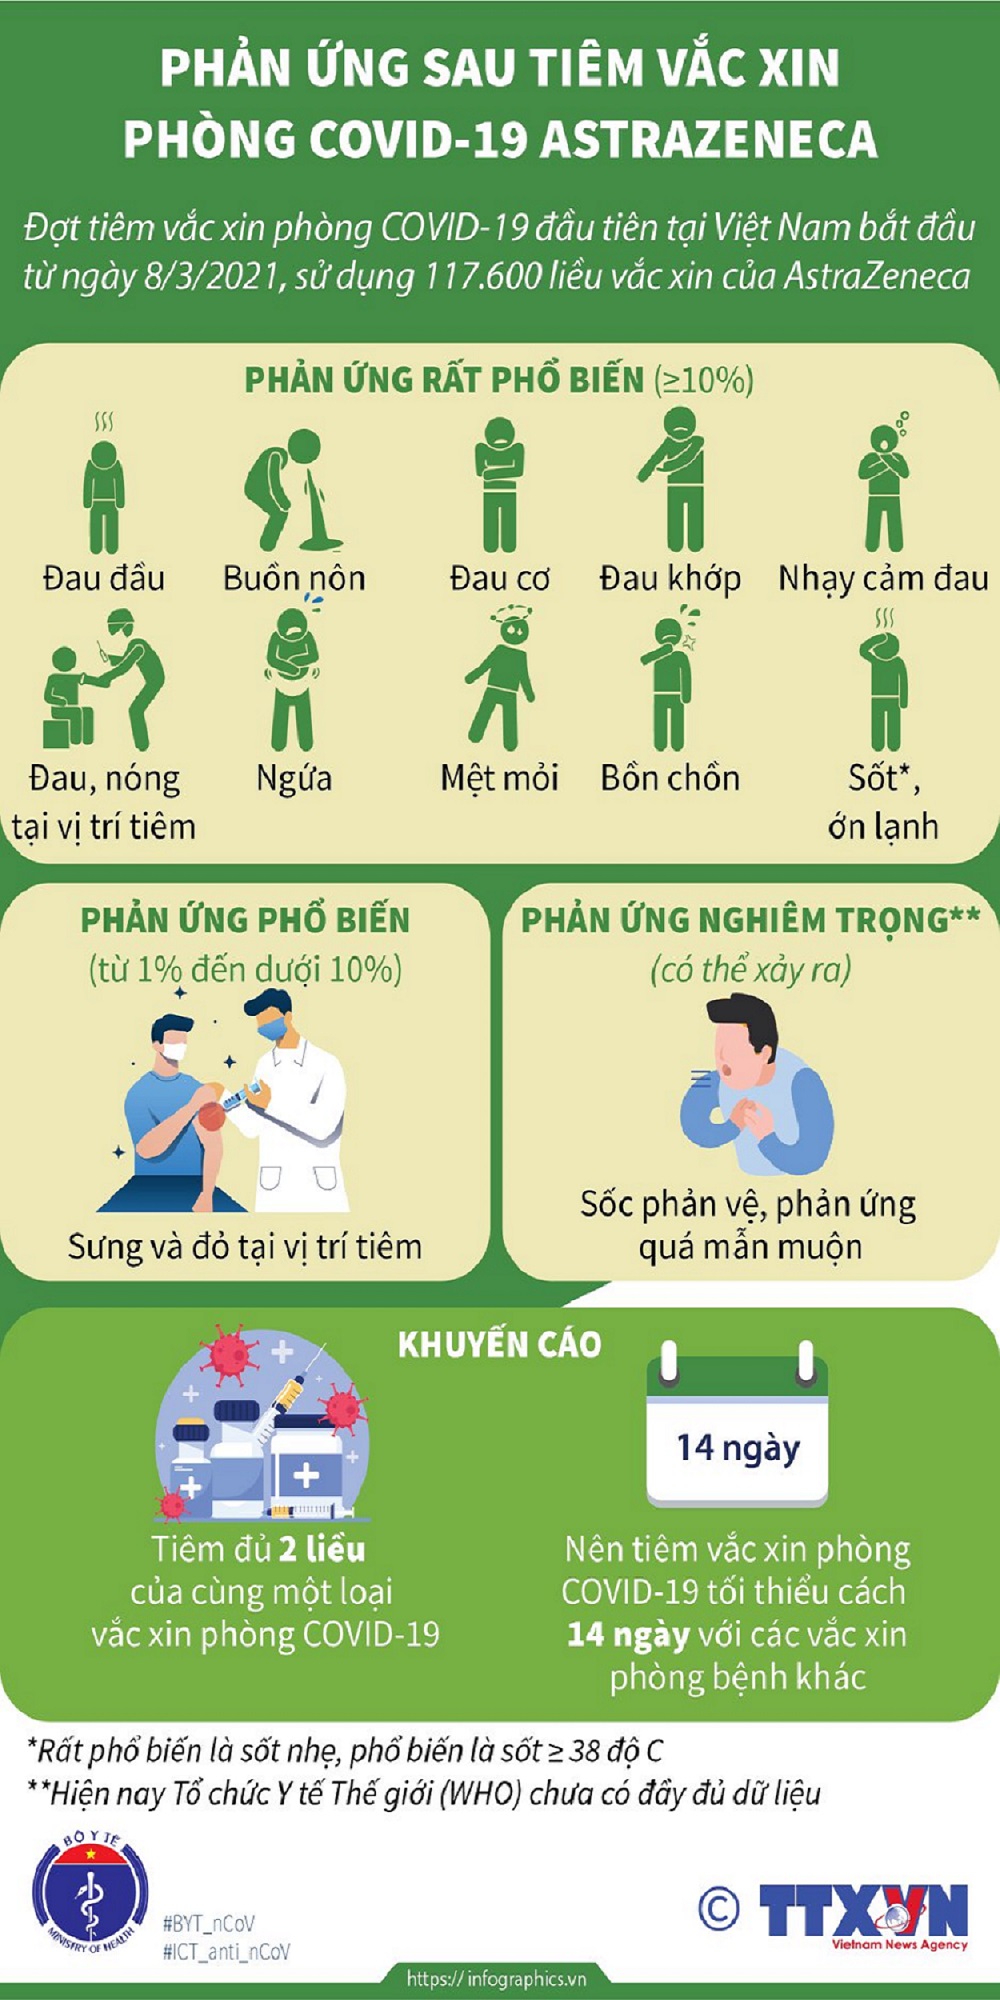 PHẢN ỨNG SAU TIÊM VẮC XIN
PHÒNG COVID-19 ASTRAZENECA
Đợt tiêm vắc xin phòng COVID-19 đầu tiên tại Việt Nam bắt đầu
từ ngày 8/3/2021, sử dụng 117.600 liều vắc xin của AstraZeneca
PHẢN ỨNG RẤT PHỔ BIẾN (≥10%)
Đau đầu
Buồn nôn
Đau cơ
Đau khớp
Nhạy cảm đau
Đau, nóng
tại vị trí tiêm
Ngứa
Mệt mỏi
Bồn chồn
Sốt*,
ớn lạnh
PHẢN ỨNG PHỔ BIẾN
(từ 1% đến dưới 10%)
Sưng và đỏ tại vị trí tiêm
PHẢN ỨNG NGHIÊM TRỌNG**
(có thể xảy ra)
Sốc phản vệ, phản ứng
quá mẫn muộn
KHUYẾN CÁO
Tiêm đủ 2 liều
của cùng một loại
vắc xin phòng COVID-19
14 ngày
Nên tiêm vắc xin phòng
COVID-19 tối thiểu cách
14 ngày với các vắc xin
phòng bệnh khác
*Rất phổ biến là sốt nhẹ, phổ biến là sốt ≥ 38 độ C
**Hiện nay Tổ chức Y tế Thế giới (WHO) chưa có đầy đủ dữ liệu
BỘ Y TẾ
MINISTRY OF HEALTH
#BYT_nCoV
#ICT_anti_nCoV
© TTXVN
Vietnam News Agency
https://infographics.vn